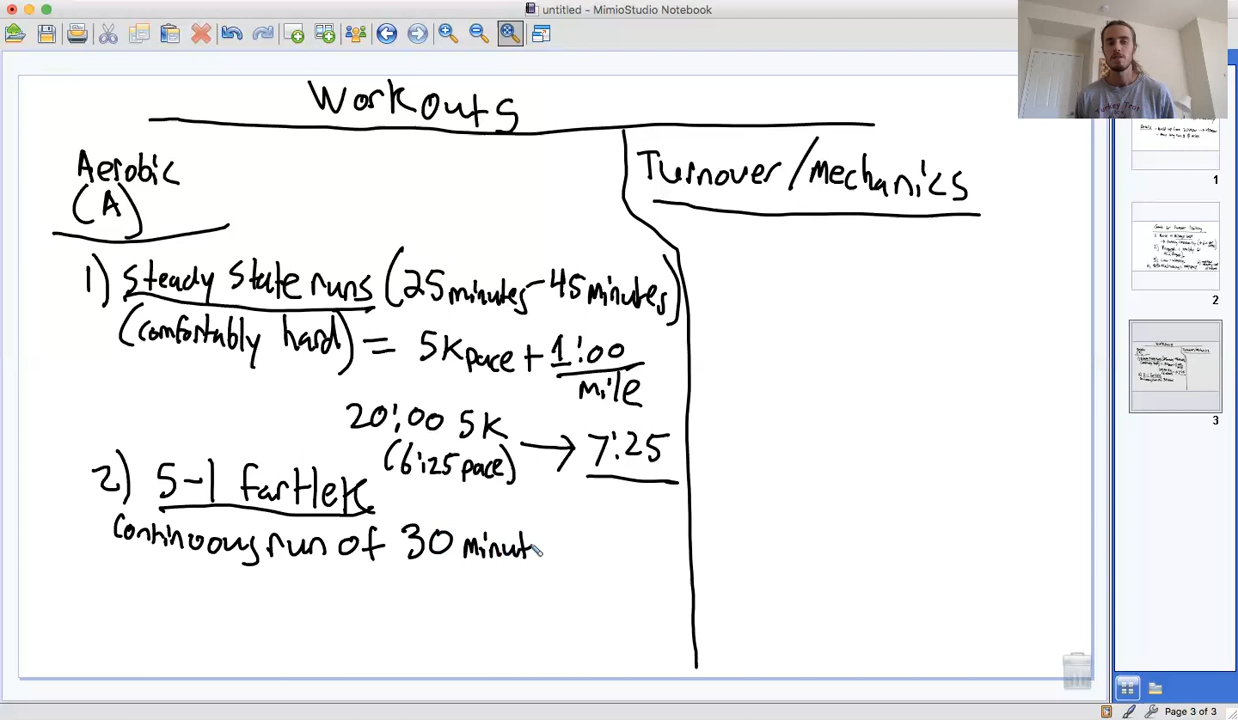 untitled - MimioStudio Notebook
Workouts
Aerobic
(A)
1) Steady state runs (25 minutes - 45 minutes)
(comfortably hard) = 5K pace + 1:00
mile
20:00 5K
(6:25 pace) → 7:25
2) 5-1 fartlek
Continuous run of 30 minut
Turnover/Mechanics
1
2
3
Page 3 of 3